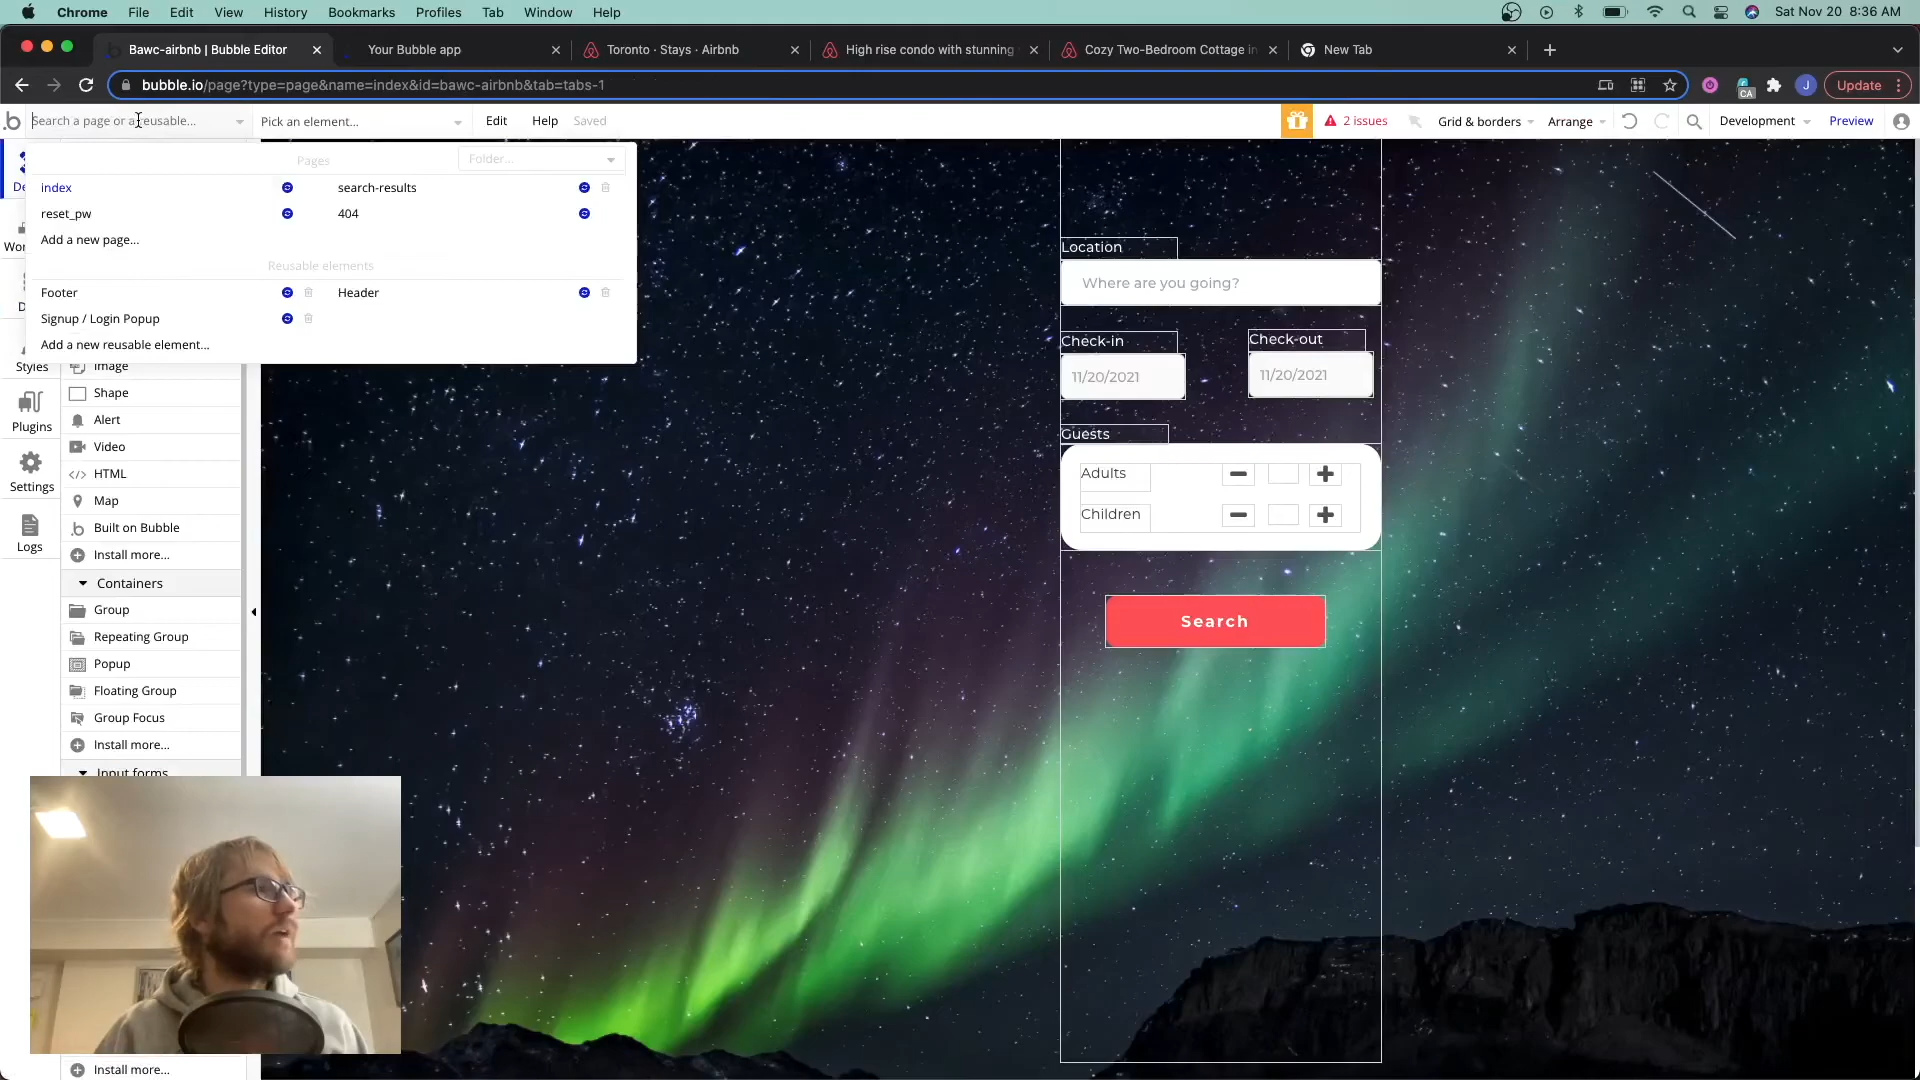 Chrome File Edit View History Bookmarks Profiles Tab Window Help Sat Nov 20 8:36 AM
Bawc-airbnb | Bubble Editor
Your Bubble app
Toronto · Stays · Airbnb
High rise condo with stunning
Cozy Two-Bedroom Cottage in
New Tab
bubble.io/page?type=page&name=index&id=bawc-airbnb&tab=tabs-1
CA
J
Update
b
Search a page or a reusable...
Pick an element...
Edit
Help
Saved
2 issues
Grid & borders
Arrange
Development
Preview
Pages
Folder...
index
search-results
reset_pw
404
Add a new page...
Reusable elements
Footer
Header
Signup / Login Popup
Add a new reusable element...
Styles
Plugins
Settings
Logs
Image
Shape
Alert
Video
HTML
Map
Built on Bubble
Install more...
Containers
Group
Repeating Group
Popup
Floating Group
Group Focus
Install more...
Input forms
Install more...
Location
Where are you going?
Check-in
Check-out
11/20/2021
11/20/2021
Guests
Adults
Children
Search